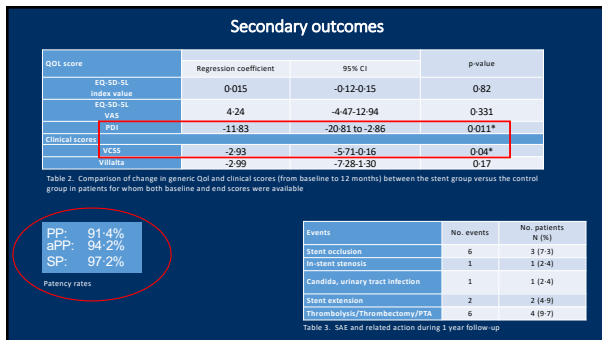 Secondary outcomes
QOL score
Regression coefficient 95% CI p-value
EQ-5D-5L
index value 0·015 -0·12-0·15 0·82
EQ-5D-5L
VAS 4·24 -4·47-12·94 0·331
PDI -11·83 -20·81 to -2·86 0·011*
Clinical scores
VCSS -2·93 -5·71-0·16 0·04*
Villalta -2·99 -7·28-1·30 0·17
Table 2. Comparison of change in generic Qol and clinical scores (from baseline to 12 months) between the stent group versus the control
group in patients for whom both baseline and end scores were available
PP: 91·4%
aPP: 94·2%
SP: 97·2%
Patency rates
Events No. events No. patients
N (%)
Stent occlusion 6 3 (7·3)
In-stent stenosis 1 1 (2·4)
Candida, urinary tract infection 1 1 (2·4)
Stent extension 2 2 (4·9)
Thrombolysis/Thrombectomy/PTA 6 4 (9·7)
Table 3. SAE and related action during 1 year follow-up